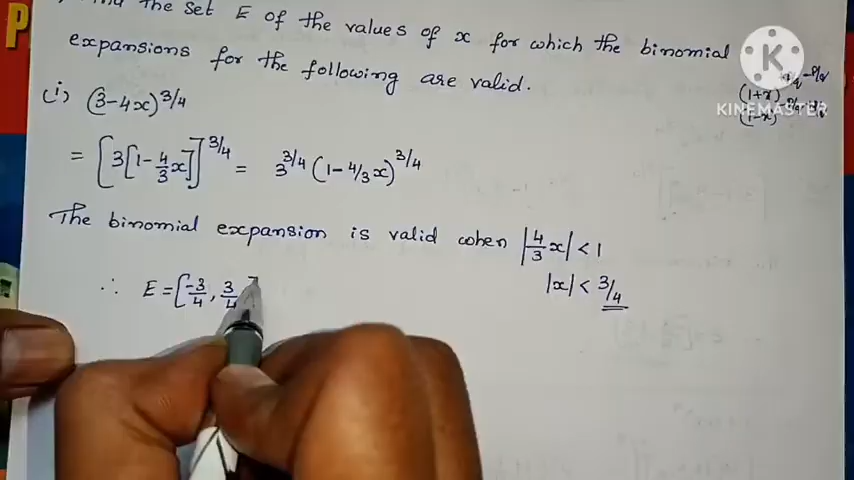 the set E of the values of x for which the binomial
expansions for the following are valid.
(i) (3-4x)^3/4
= [3[1-4/3 x]]^3/4 = 3^3/4 (1-4/3 x)^3/4
The binomial expansion is valid when |4/3 x| < 1
|x| < 3/4
∴ E = [-3/4, 3/4
(1+x)
(1-x)
KINEMASTER